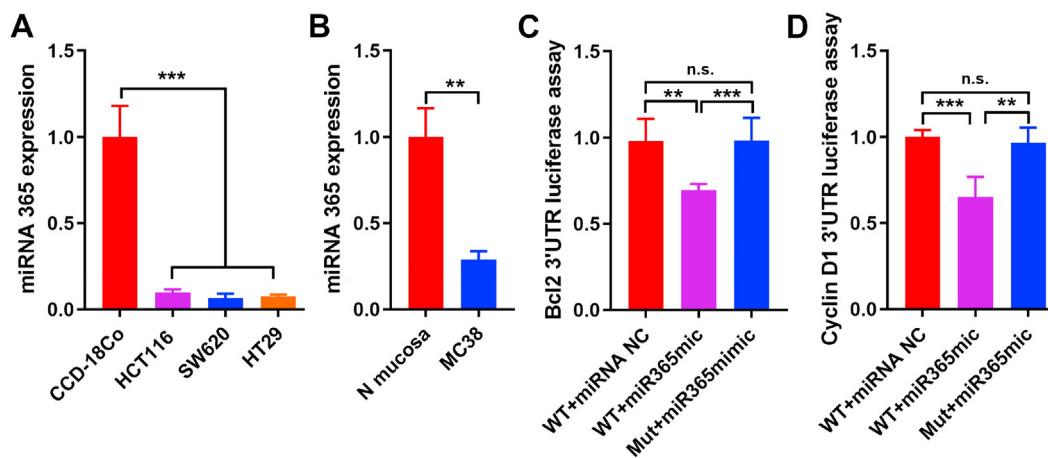 A
miRNA 365 expression
1.5
1.0
0.5
0.0
***
CCD-18Co
HCT116
SW620
HT29
B
miRNA 365 expression
1.5
1.0
0.5
0.0
**
N mucosa
MC38
C
Bcl2 3'UTR luciferase assay
1.5
1.0
0.5
0.0
n.s.
** ***
WT+miRNA NC
WT+miR365mic
Mut+miR365mimic
D
Cyclin D1 3'UTR luciferase assay
1.5
1.0
0.5
0.0
n.s.
*** **
WT+miRNA NC
WT+miR365mic
Mut+miR365mic